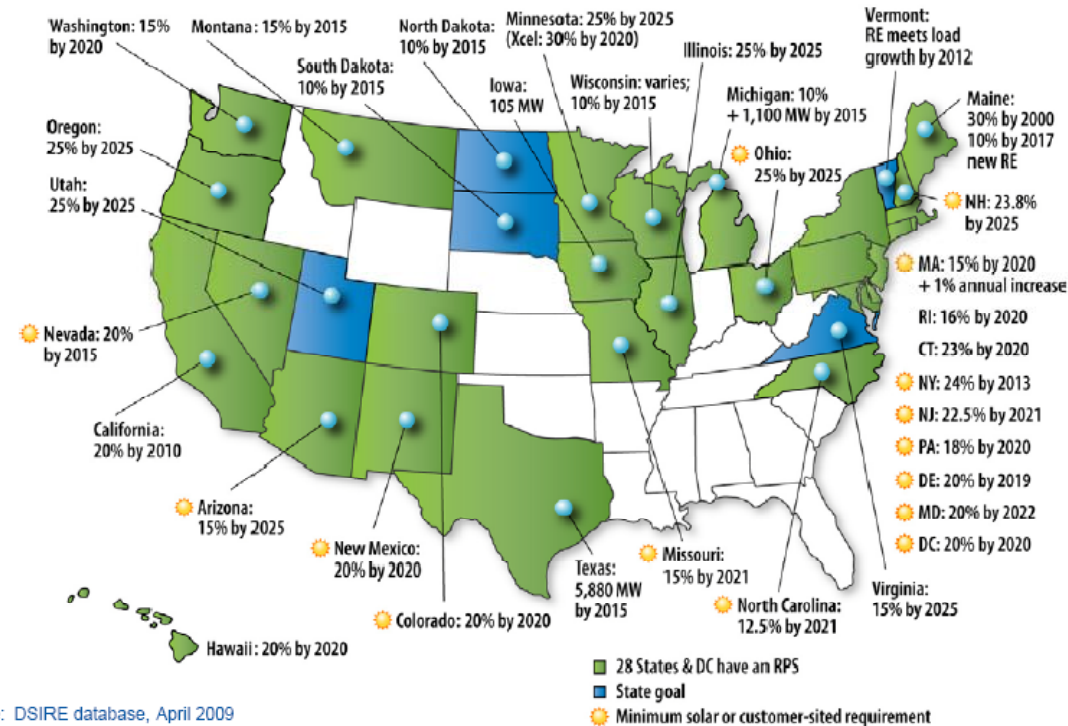 Washington: 15%
by 2020
Montana: 15% by 2015
North Dakota:
10% by 2015
Minnesota: 25% by 2025
(Xcel: 30% by 2020)
Vermont:
RE meets load
growth by 2012
South Dakota:
10% by 2015
Iowa:
105 MW
Wisconsin: varies;
10% by 2015
Illinois: 25% by 2025
Michigan: 10%
+ 1,100 MW by 2015
Maine:
30% by 2000
10% by 2017
new RE
Oregon:
25% by 2025
Utah:
25% by 2025
Ohio:
25% by 2025
NH: 23.8%
by 2025
MA: 15% by 2020
+ 1% annual increase
RI: 16% by 2020
CT: 23% by 2020
NY: 24% by 2013
NJ: 22.5% by 2021
PA: 18% by 2020
DE: 20% by 2019
MD: 20% by 2022
DC: 20% by 2020
Nevada: 20%
by 2015
California:
20% by 2010
Arizona:
15% by 2025
New Mexico:
20% by 2020
Colorado: 20% by 2020
Texas:
5,880 MW
by 2015
Missouri:
15% by 2021
North Carolina:
12.5% by 2021
Virginia:
15% by 2025
Hawaii: 20% by 2020
28 States & DC have an RPS
State goal
Minimum solar or customer-sited requirement
: DSIRE database, April 2009